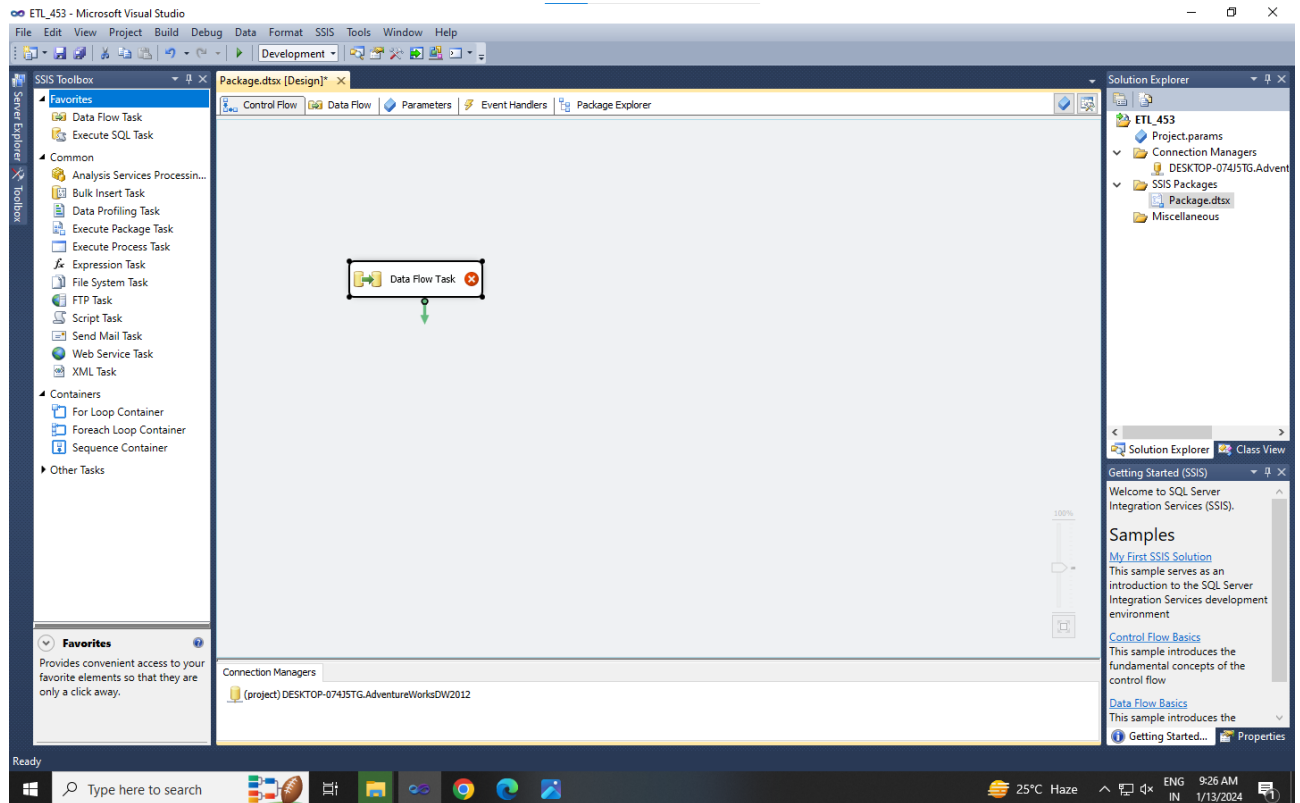 ETL_453 - Microsoft Visual Studio
File Edit View Project Build Debug Data Format SSIS Tools Window Help
Development
Server Explorer
Toolbox
SSIS Toolbox
Favorites
Data Flow Task
Execute SQL Task
Common
Analysis Services Processin...
Bulk Insert Task
Data Profiling Task
Execute Package Task
Execute Process Task
Expression Task
File System Task
FTP Task
Script Task
Send Mail Task
Web Service Task
XML Task
Containers
For Loop Container
Foreach Loop Container
Sequence Container
Other Tasks
Favorites
Provides convenient access to your
favorite elements so that they are
only a click away.
Package.dtsx [Design]*
Control Flow Data Flow Parameters Event Handlers Package Explorer
Data Flow Task
100%
Connection Managers
(project) DESKTOP-074J5TG.AdventureWorksDW2012
Solution Explorer
ETL_453
Project.params
Connection Managers
DESKTOP-074J5TG.Advent
SSIS Packages
Package.dtsx
Miscellaneous
Solution Explorer Class View
Getting Started (SSIS)
Welcome to SQL Server
Integration Services (SSIS).
Samples
My First SSIS Solution
This sample serves as an
introduction to the SQL Server
Integration Services development
environment
Control Flow Basics
This sample introduces the
fundamental concepts of the
control flow
Data Flow Basics
This sample introduces the
Getting Started... Properties
Ready
Type here to search
25°C Haze
ENG
IN
9:26 AM
1/13/2024
1